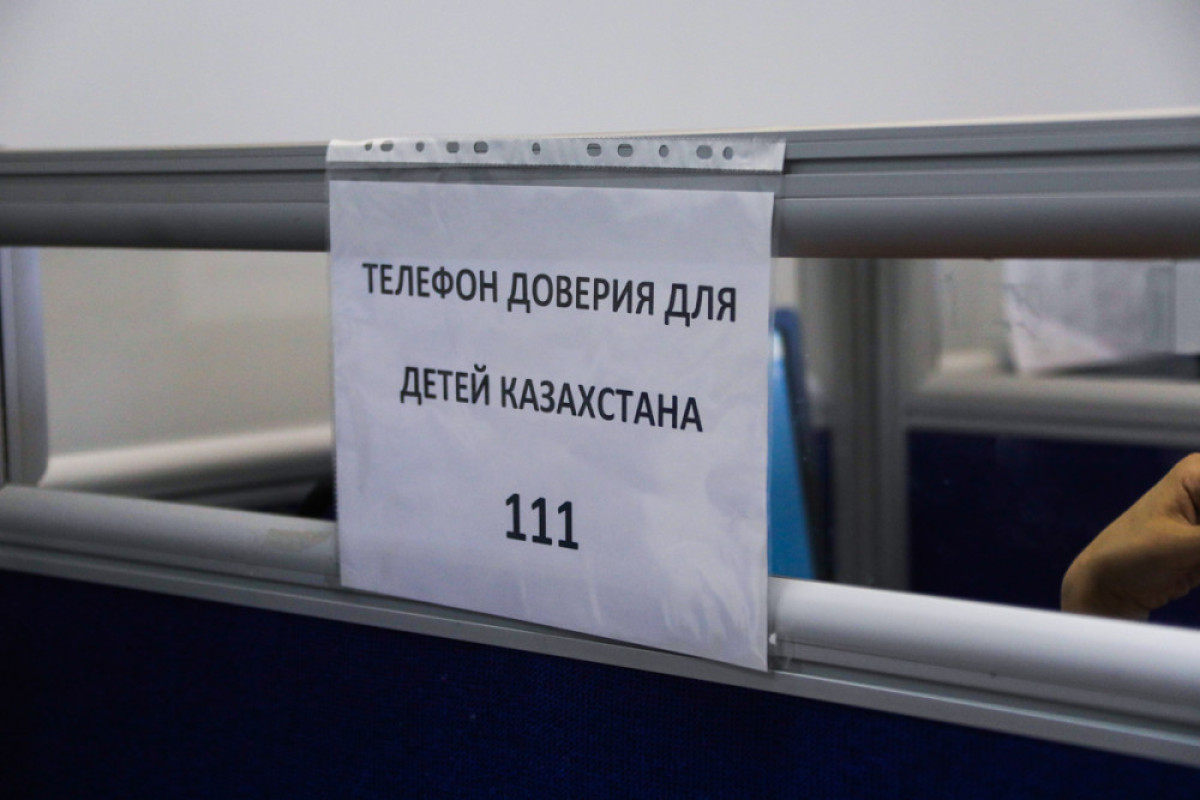 ТЕЛЕФОН ДОВЕРИЯ ДЛЯ
ДЕТЕЙ КАЗАХСТАНА
111